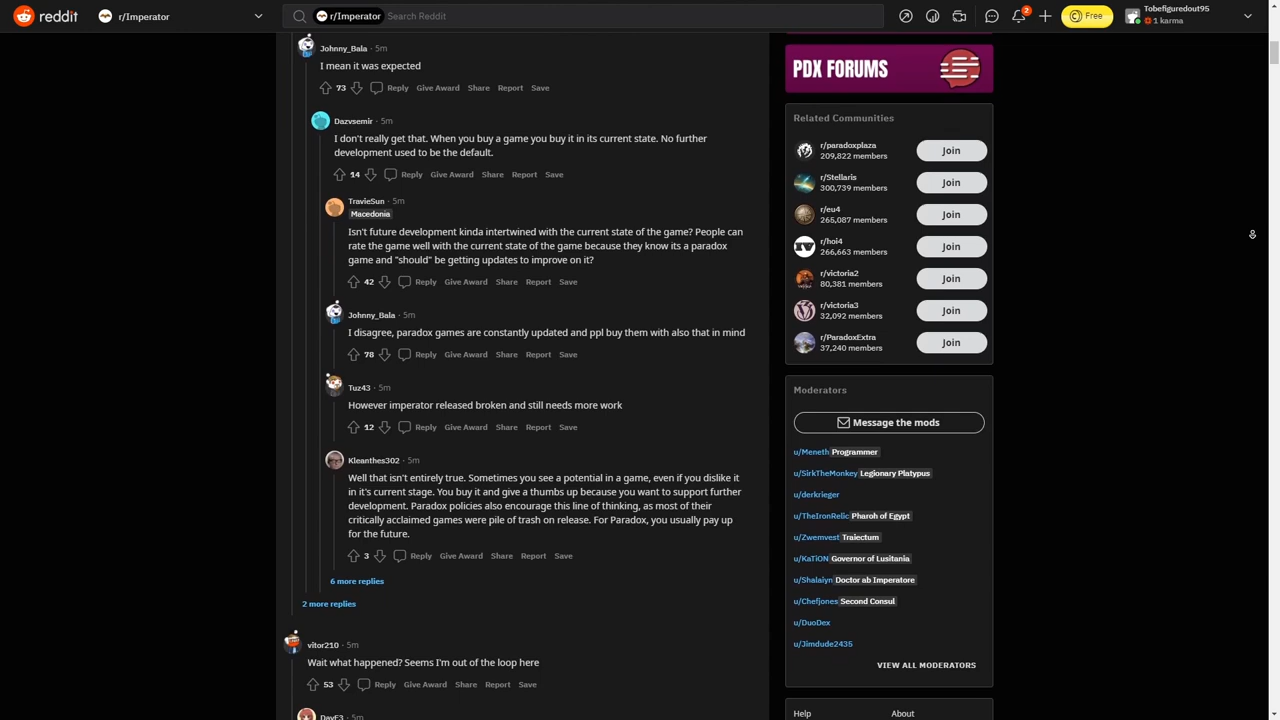 reddit
r/Imperator
r/Imperator Search Reddit
2
Free
Tobefiguredout95
1 karma
Johnny_Bala · 5m
I mean it was expected
73 Reply Give Award Share Report Save
Dazvsemir · 5m
I don't really get that. When you buy a game you buy it in its current state. No further
development used to be the default.
14 Reply Give Award Share Report Save
TravieSun · 5m
Macedonia
Isn't future development kinda intertwined with the current state of the game? People can
rate the game well with the current state of the game because they know its a paradox
game and "should" be getting updates to improve on it?
42 Reply Give Award Share Report Save
Johnny_Bala · 5m
I disagree, paradox games are constantly updated and ppl buy them with also that in mind
78 Reply Give Award Share Report Save
Tuz43 · 5m
However imperator released broken and still needs more work
12 Reply Give Award Share Report Save
Kleanthes302 · 5m
Well that isn't entirely true. Sometimes you see a potential in a game, even if you dislike it
in it's current stage. You buy it and give a thumbs up because you want to support further
development. Paradox policies also encourage this line of thinking, as most of their
critically acclaimed games were pile of trash on release. For Paradox, you usually pay up
for the future.
3 Reply Give Award Share Report Save
6 more replies
2 more replies
vitor210 · 5m
Wait what happened? Seems I'm out of the loop here
53 Reply Give Award Share Report Save
DayE3 · 5m
PDX FORUMS
Related Communities
r/paradoxplaza
209,822 members
Join
r/Stellaris
300,739 members
Join
r/eu4
265,087 members
Join
r/hoi4
266,663 members
Join
r/victoria2
80,381 members
Join
r/victoria3
32,092 members
Join
r/ParadoxExtra
37,240 members
Join
Moderators
Message the mods
u/Meneth Programmer
u/SirkTheMonkey Legionary Platypus
u/derkrieger
u/TheIronRelic Pharoh of Egypt
u/Zwemvest Traiectum
u/KaTiON Governor of Lusitania
u/Shalaiyn Doctor ab Imperatore
u/Chefjones Second Consul
u/DuoDex
u/Jimdude2435
VIEW ALL MODERATORS
Help About